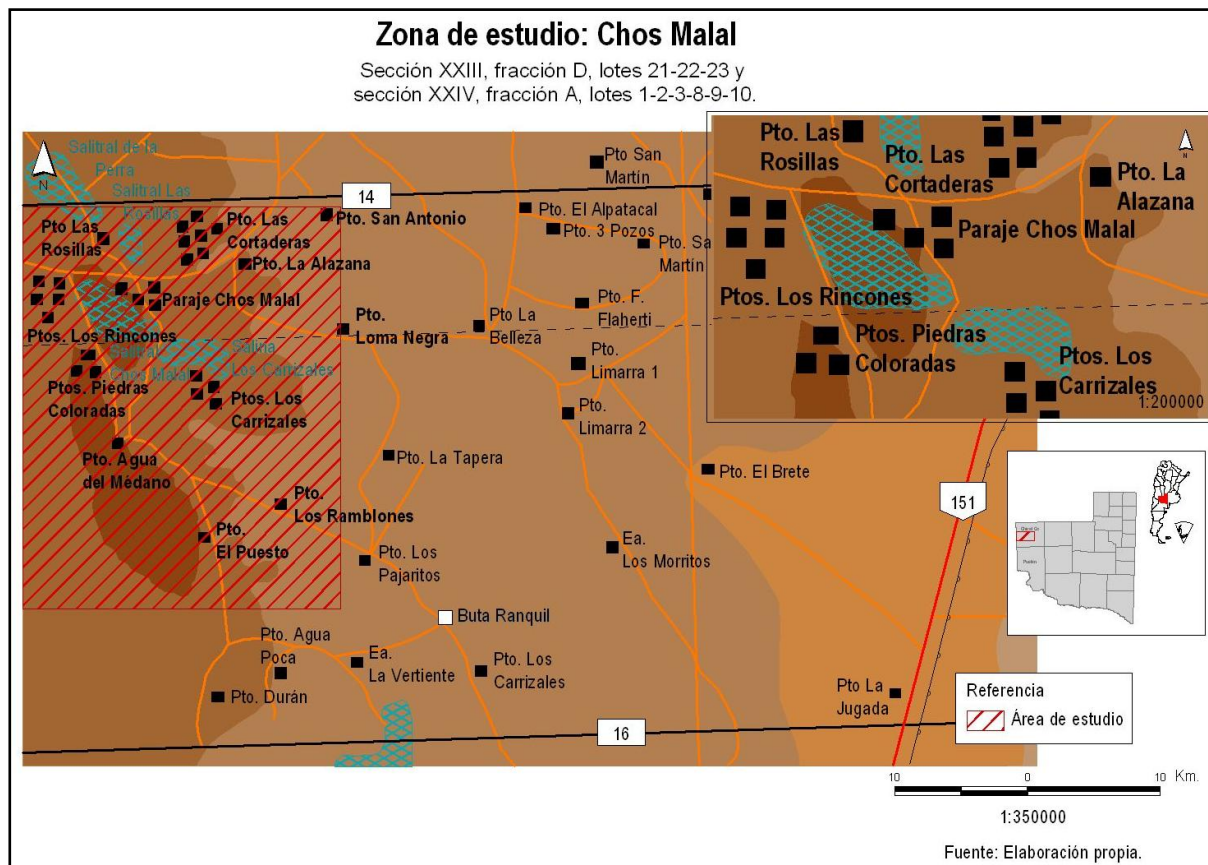 Zona de estudio: Chos Malal
Sección XXIII, fracción D, lotes 21-22-23 y
sección XXIV, fracción A, lotes 1-2-3-8-9-10.
Salitral de la
Perra
N
Salitral Las
Rosillas
14
Pto San
Martín
Pto Las
Rosillas
Pto. Las
Cortaderas
Pto. San Antonio
Pto. El Alpatacal
Pto. 3 Pozos
Pto. Sa
Martín
Pto. La Alazana
Paraje Chos Malal
Pto. F.
Flaherti
Ptos. Los Rincones
Pto.
Loma Negra
Pto La
Belleza
Salitral
Chos Malal
Salina
Los Carrizales
Pto.
Limarra 1
Ptos. Piedras
Coloradas
Ptos. Los
Carrizales
Pto.
Limarra 2
Pto. Agua
del Médano
Pto. La Tapera
Pto. El Brete
Pto.
Los Ramblones
Pto.
El Puesto
Pto. Los
Pajaritos
Ea.
Los Morritos
Buta Ranquil
Pto. Agua
Poca
Ea.
La Vertiente
Pto. Los
Carrizales
Pto. Durán
Pto La
Jugada
16
151
Pto. Las
Rosillas
Pto. Las
Cortaderas
N
Pto. La
Alazana
Paraje Chos Malal
Ptos. Los Rincones
Ptos. Piedras
Coloradas
Ptos. Los
Carrizales
1:200000
Referencia
Área de estudio
10 0 10 Km.
1:350000
Fuente: Elaboración propia.